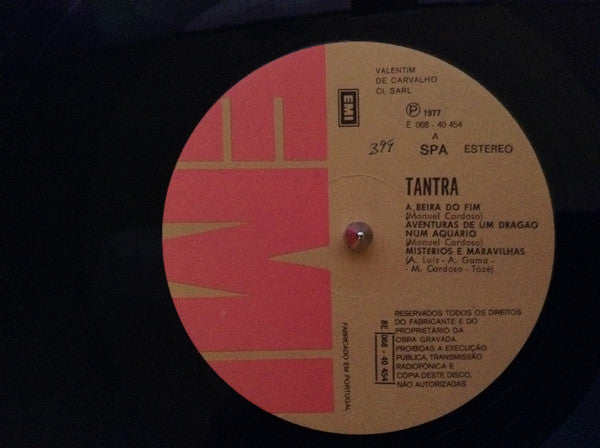 EMI
VALENTIM
DE CARVALHO
CI. SARL
EMI
Ⓟ 1977
E 068 - 40 454
A
399
SPA ESTEREO
TANTRA
À BEIRA DO FIM
(Manuel Cardoso)
AVENTURAS DE UM DRAGÃO
NUM AQUÁRIO
(Manuel Cardoso)
MISTÉRIOS E MARAVILHAS
(A. Luís - A. Gama -
- M. Cardoso - Tózé)
RESERVADOS TODOS OS DIREITOS
DO FABRICANTE E DO
PROPRIETÁRIO DA
OBRA GRAVADA.
PROIBIDAS A EXECUÇÃO
PÚBLICA, TRANSMISSÃO
RADIOFÓNICA E
CÓPIA DESTE DISCO,
NÃO AUTORIZADAS
8E 068 - 40 454
FABRICADO EM PORTUGAL